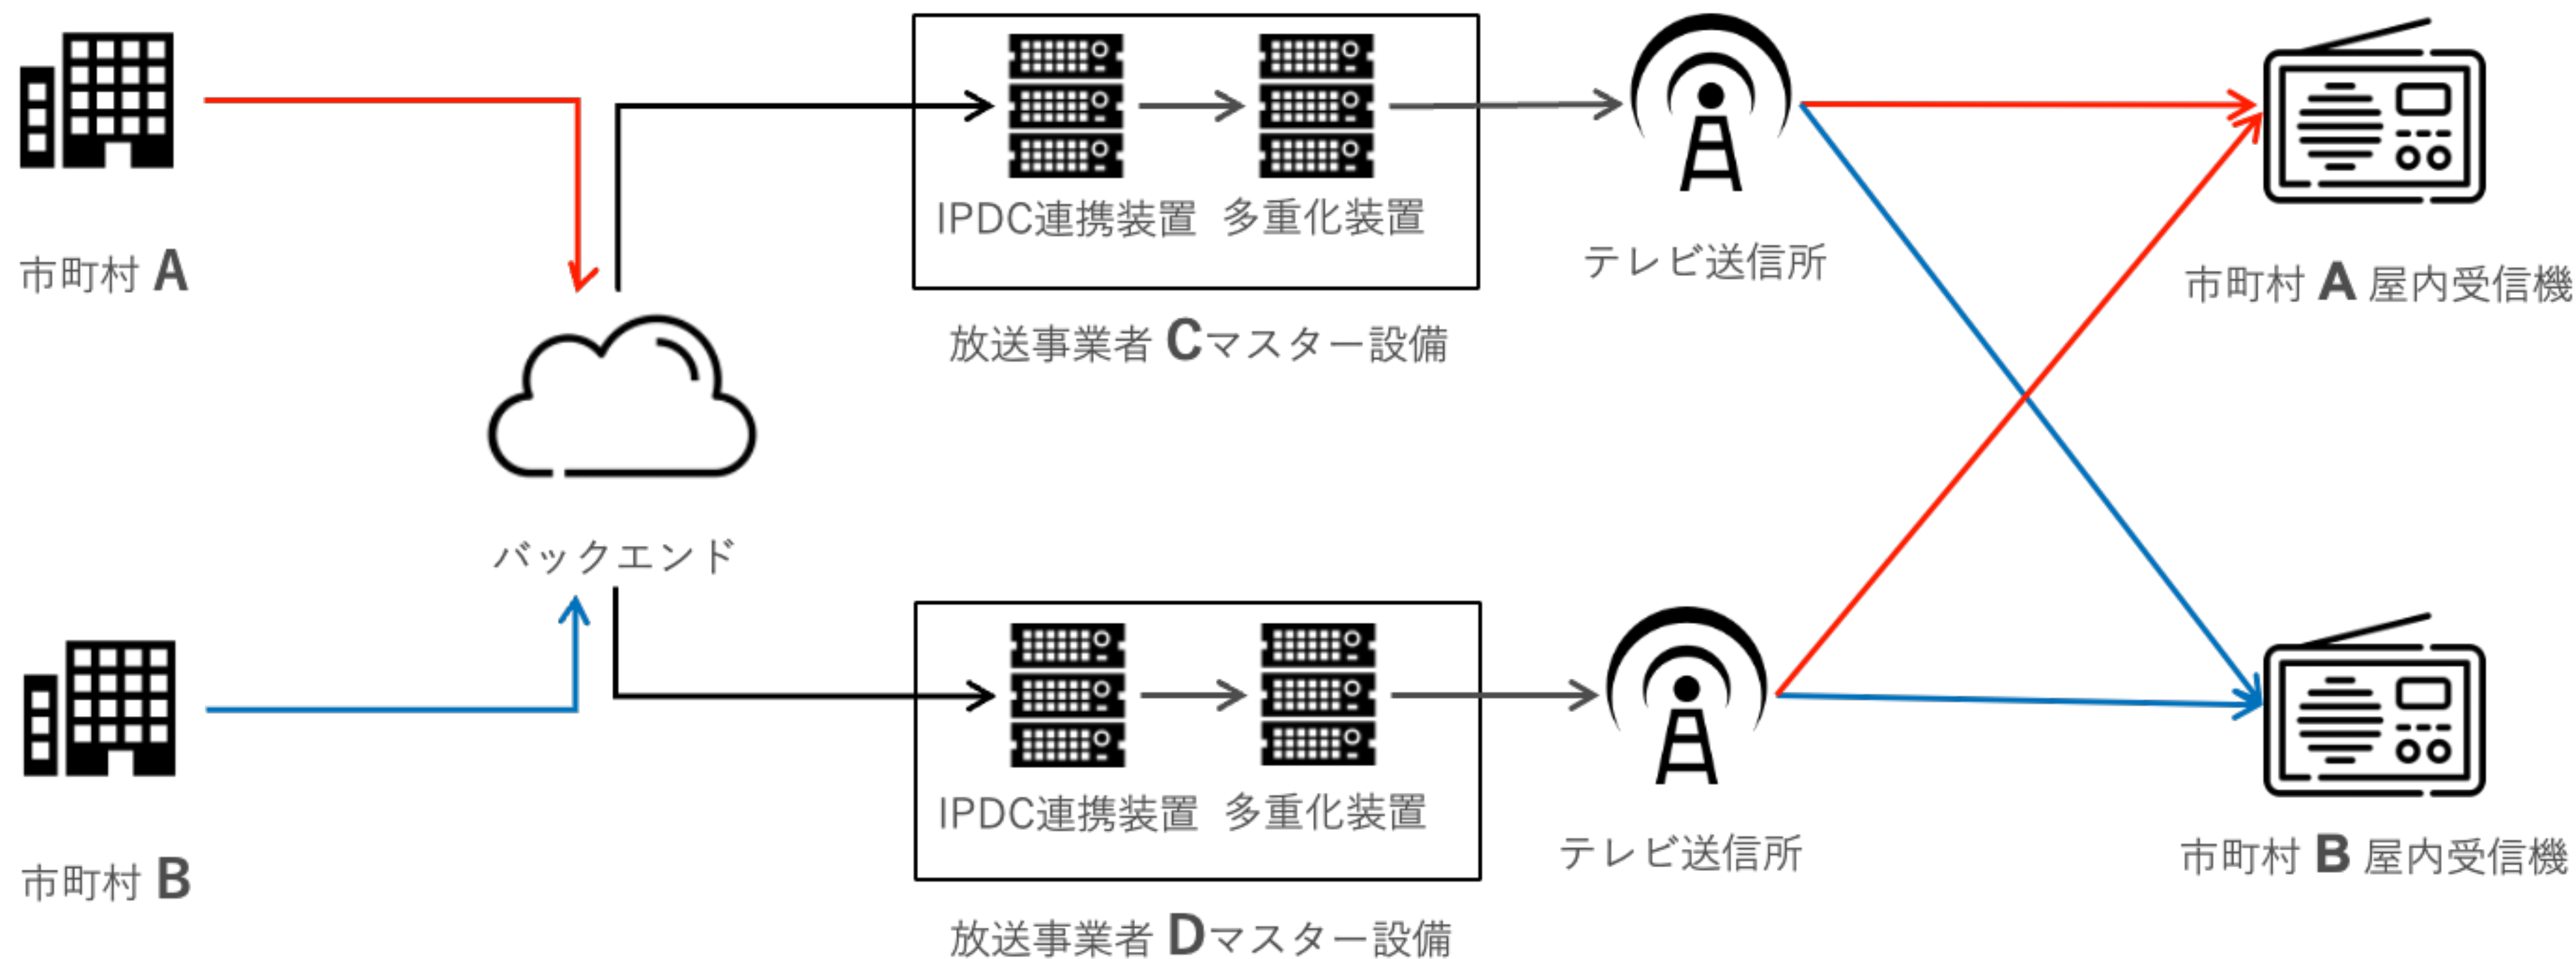 市町村 A
IPDC連携装置
多重化装置
放送事業者 Cマスター設備
テレビ送信所
市町村 A 屋内受信機
バックエンド
市町村 B
IPDC連携装置
多重化装置
放送事業者 Dマスター設備
テレビ送信所
市町村 B 屋内受信機